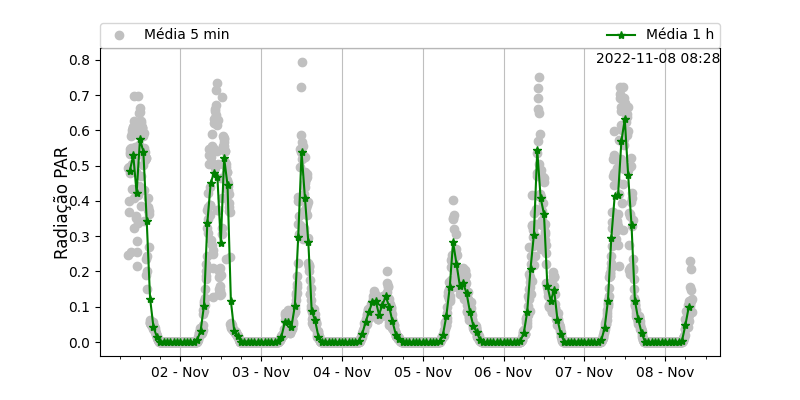 Média 5 min
Média 1 h
2022-11-08 08:28
Radiação PAR
0.8
0.7
0.6
0.5
0.4
0.3
0.2
0.1
0.0
02 - Nov
03 - Nov
04 - Nov
05 - Nov
06 - Nov
07 - Nov
08 - Nov